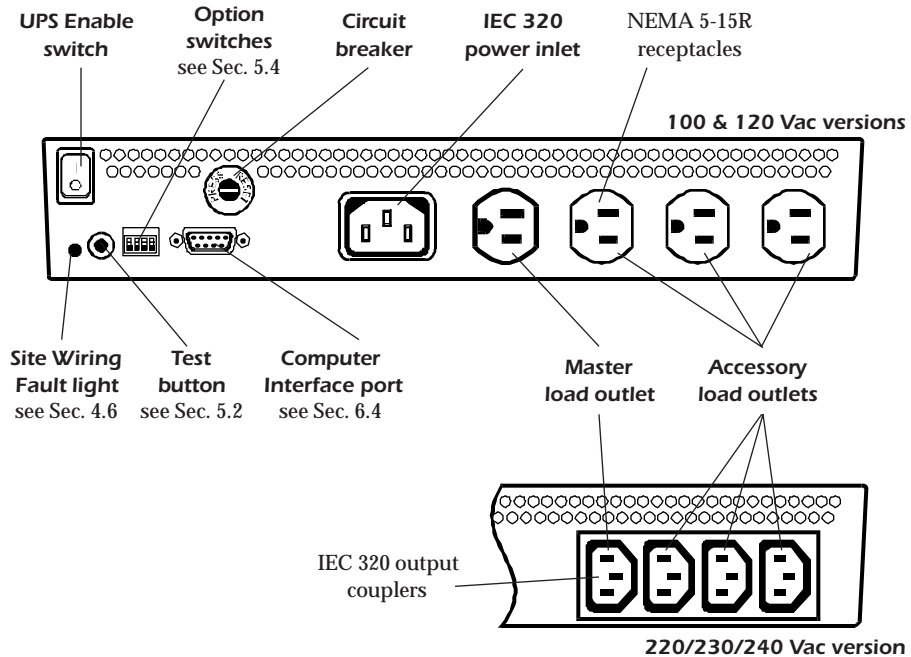 UPS Enable
switch
Option
switches
see Sec. 5.4
Circuit
breaker
IEC 320
power inlet
NEMA 5-15R
receptacles
100 & 120 Vac versions
PRESS RESET
Site Wiring
Fault light
see Sec. 4.6
Test
button
see Sec. 5.2
Computer
Interface port
see Sec. 6.4
Master
load outlet
Accessory
load outlets
IEC 320 output
couplers
220/230/240 Vac version